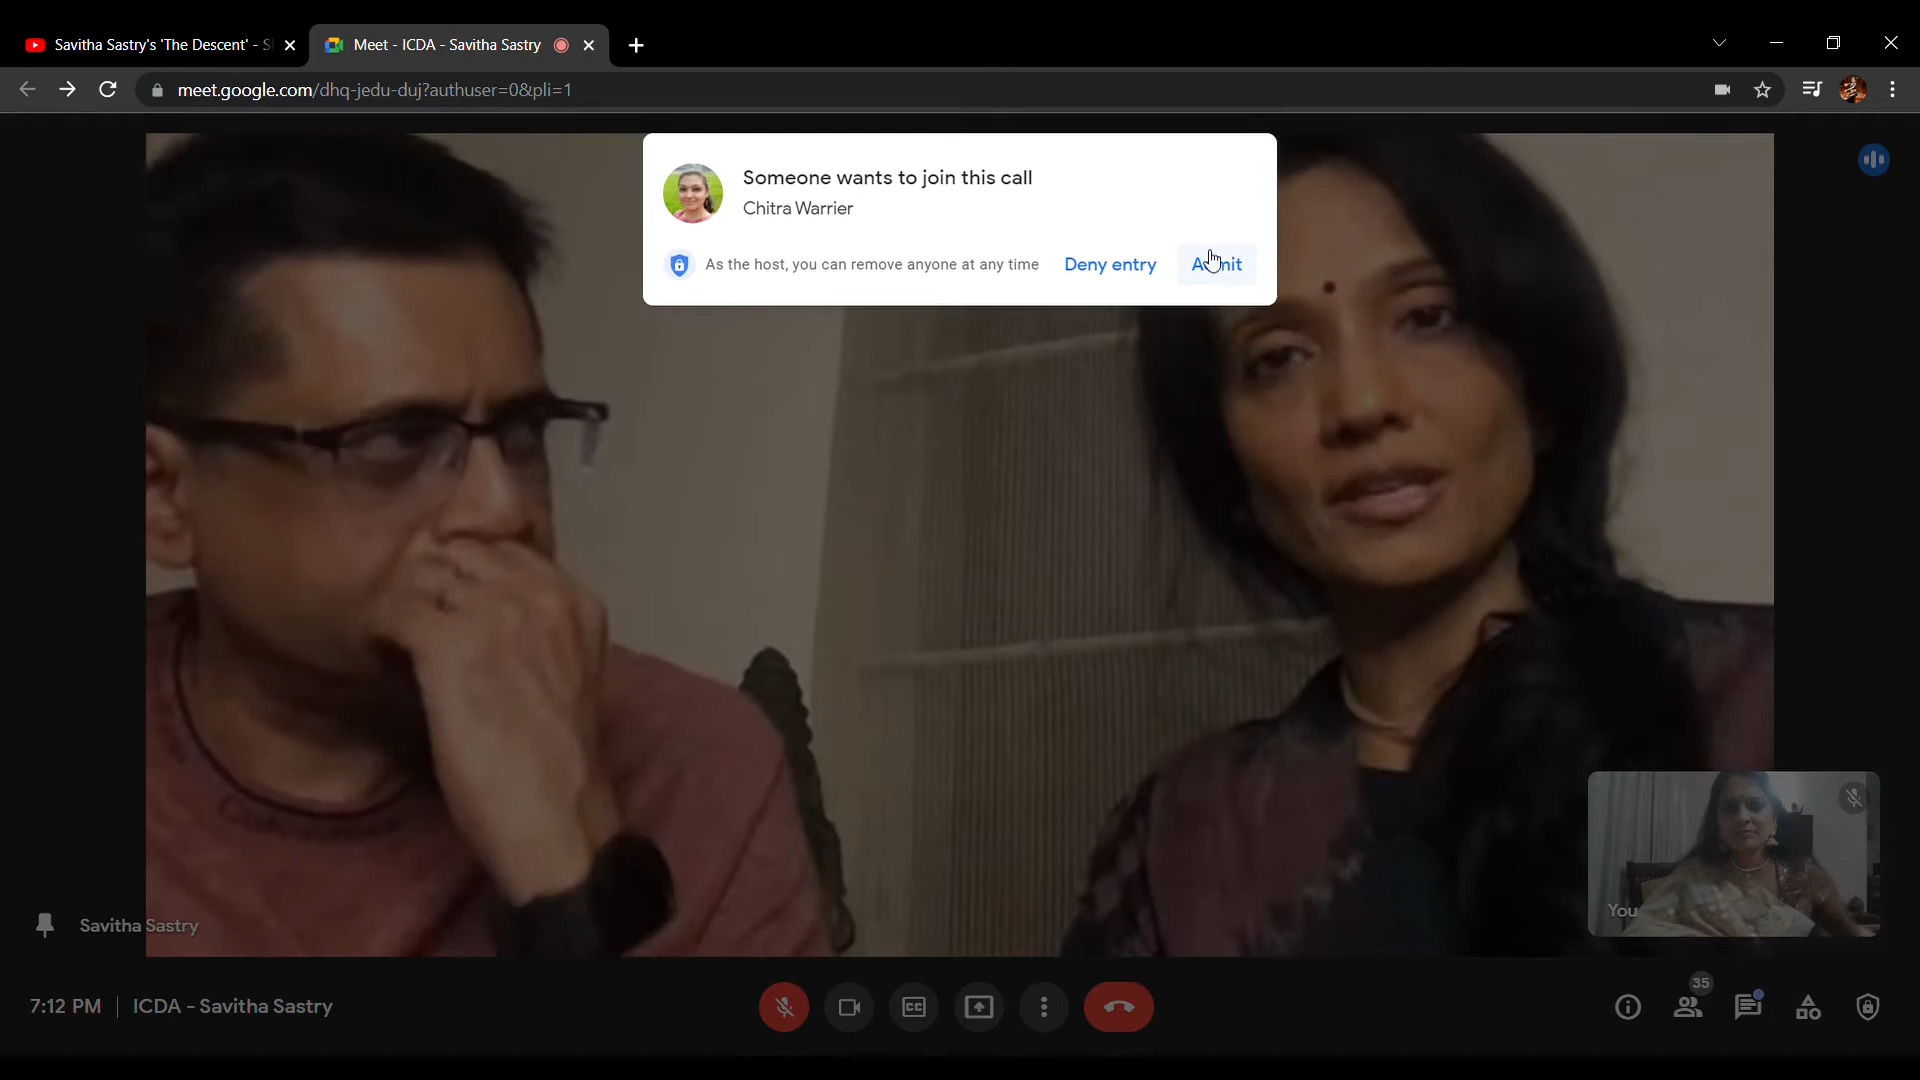 Savitha Sastry's 'The Descent' - S
Meet - ICDA - Savitha Sastry
meet.google.com/dhq-jedu-duj?authuser=0&pli=1
Someone wants to join this call
Chitra Warrier
As the host, you can remove anyone at any time
Deny entry
You
Savitha Sastry
7:12 PM | ICDA - Savitha Sastry
CC
35